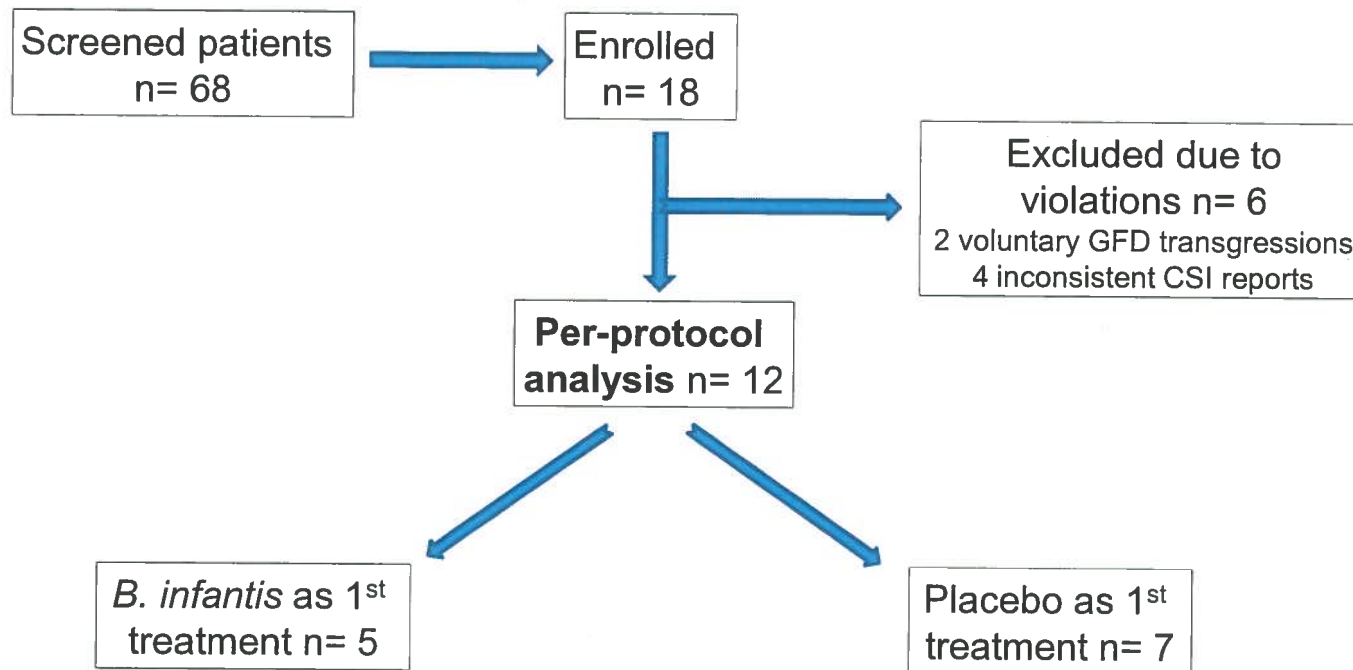 Screened patients
n= 68
Enrolled
n= 18
Excluded due to
violations n= 6
2 voluntary GFD transgressions
4 inconsistent CSI reports
Per-protocol
analysis n= 12
B. infantis as 1st
treatment n= 5
Placebo as 1st
treatment n= 7